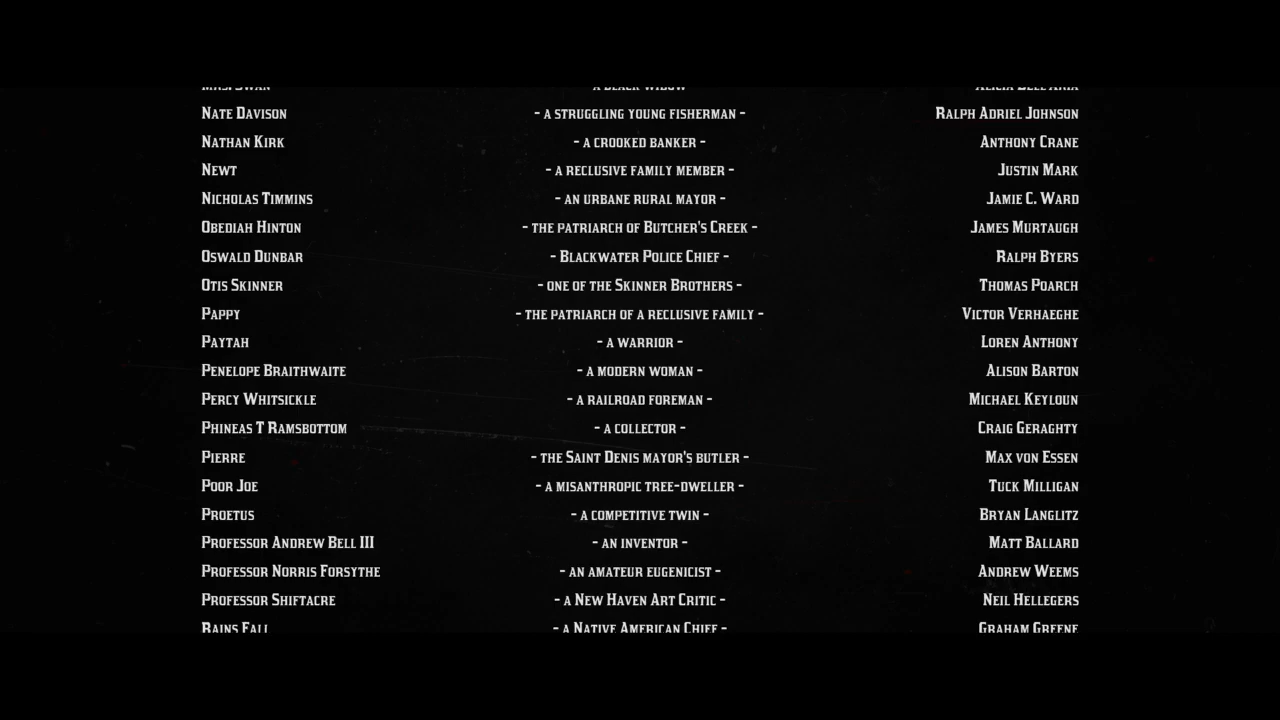 Mrs. Swan - a black widow - Alicia Dell'Aria
Nate Davison - a struggling young fisherman - Ralph Adriel Johnson
Nathan Kirk - a crooked banker - Anthony Crane
Newt - a reclusive family member - Justin Mark
Nicholas Timmins - an urbane rural mayor - Jamie C. Ward
Obediah Hinton - the patriarch of Butcher's Creek - James Murtaugh
Oswald Dunbar - Blackwater Police Chief - Ralph Byers
Otis Skinner - one of the Skinner Brothers - Thomas Poarch
Pappy - the patriarch of a reclusive family - Victor Verhaeghe
Paytah - a warrior - Loren Anthony
Penelope Braithwaite - a modern woman - Alison Barton
Percy Whitsickle - a railroad foreman - Michael Keyloun
Phineas T Ramsbottom - a collector - Craig Geraghty
Pierre - the Saint Denis mayor's butler - Max von Essen
Poor Joe - a misanthropic tree-dweller - Tuck Milligan
Proetus - a competitive twin - Bryan Langlitz
Professor Andrew Bell III - an inventor - Matt Ballard
Professor Norris Forsythe - an amateur eugenicist - Andrew Weems
Professor Shiftacre - a New Haven Art Critic - Neil Hellegers
Rains Fall - a Native American Chief - Graham Greene